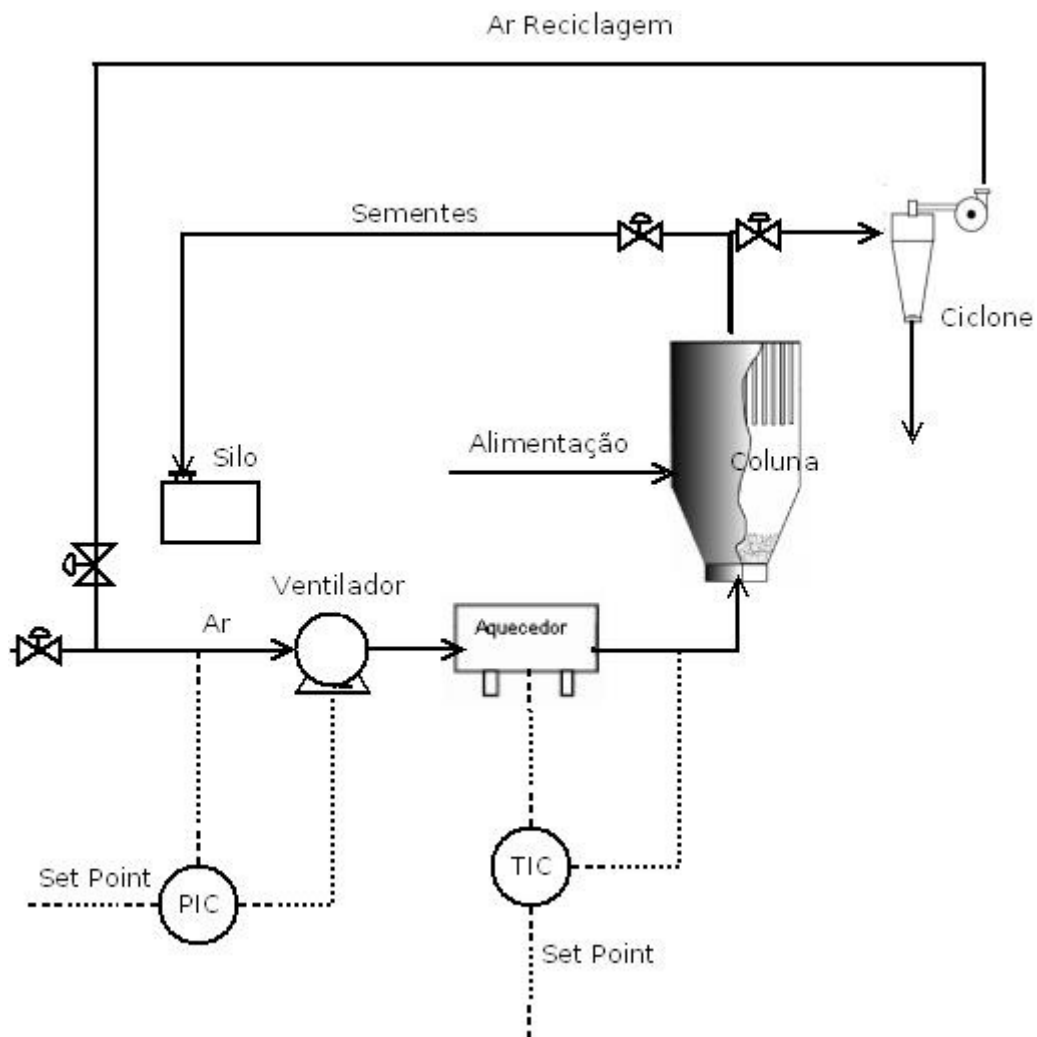 Ar Reciclagem
Sementes
Ciclone
Silo
Alimentação
Coluna
Ventilador
Ar
Aquecedor
Set Point
PIC
TIC
Set Point